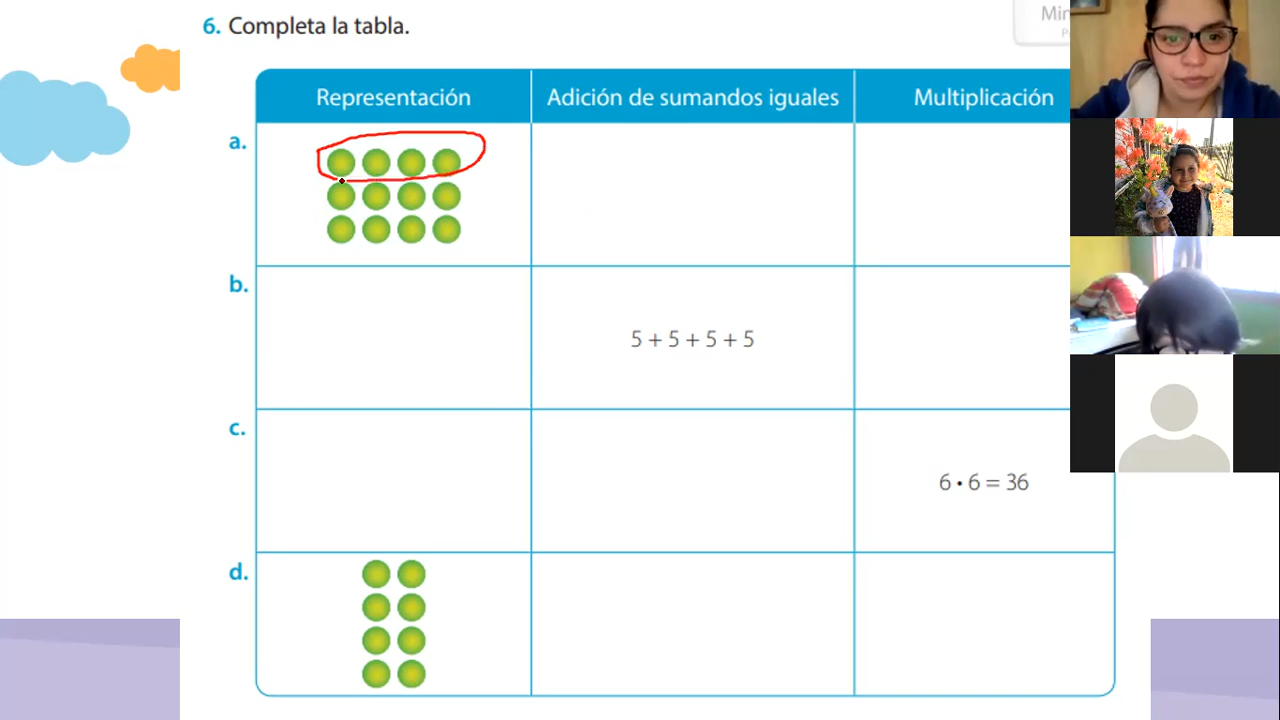 6. Completa la tabla.
Representación Adición de sumandos iguales Multiplicación
a.
b.
5 + 5 + 5 + 5
c.
6 • 6 = 36
d.